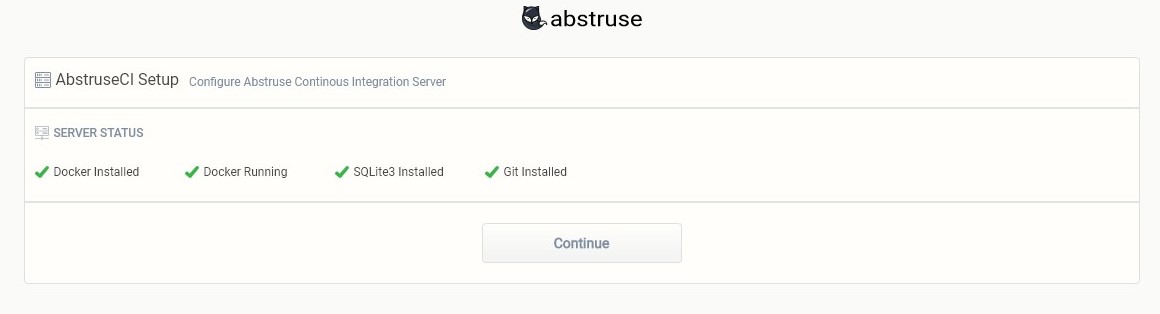 abstruse
AbstruseCI Setup Configure Abstruse Continous Integration Server
SERVER STATUS
Docker Installed Docker Running SQLite3 Installed Git Installed
Continue